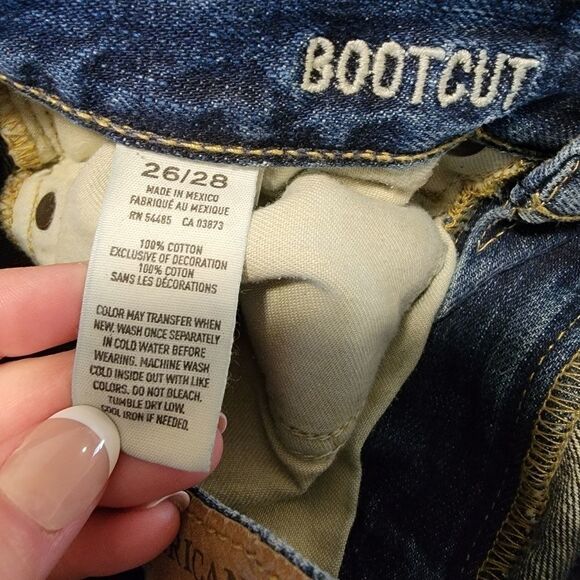 BOOTCUT
26/28
MADE IN MEXICO
FABRIQUÉ AU MEXIQUE
RN 54485 CA 03873
100% COTTON
EXCLUSIVE OF DECORATION
100% COTON
SANS LES DÉCORATIONS
COLOR MAY TRANSFER WHEN
NEW. WASH ONCE SEPARATELY
IN COLD WATER BEFORE
WEARING. MACHINE WASH
COLD INSIDE OUT WITH LIKE
COLORS. DO NOT BLEACH.
TUMBLE DRY LOW.
COOL IRON IF NEEDED.